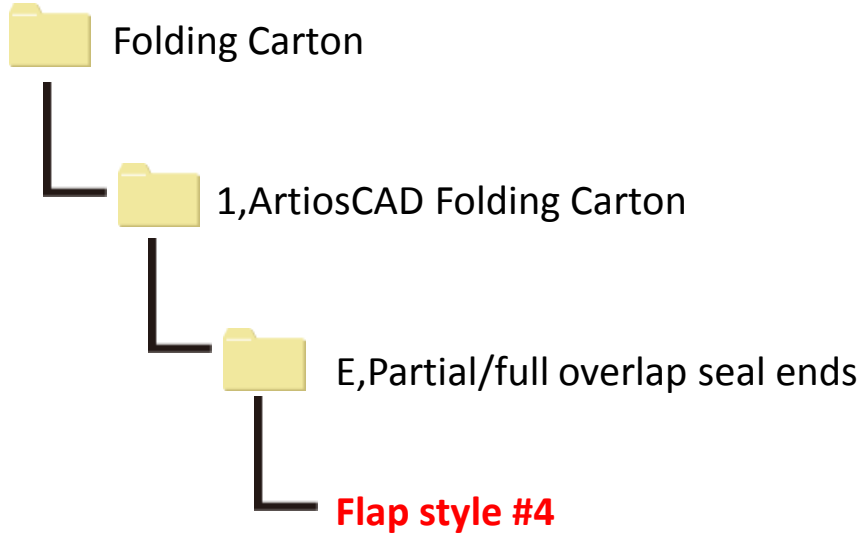 Folding Carton
1,ArtiosCAD Folding Carton
E,Partial/full overlap seal ends
Flap style #4